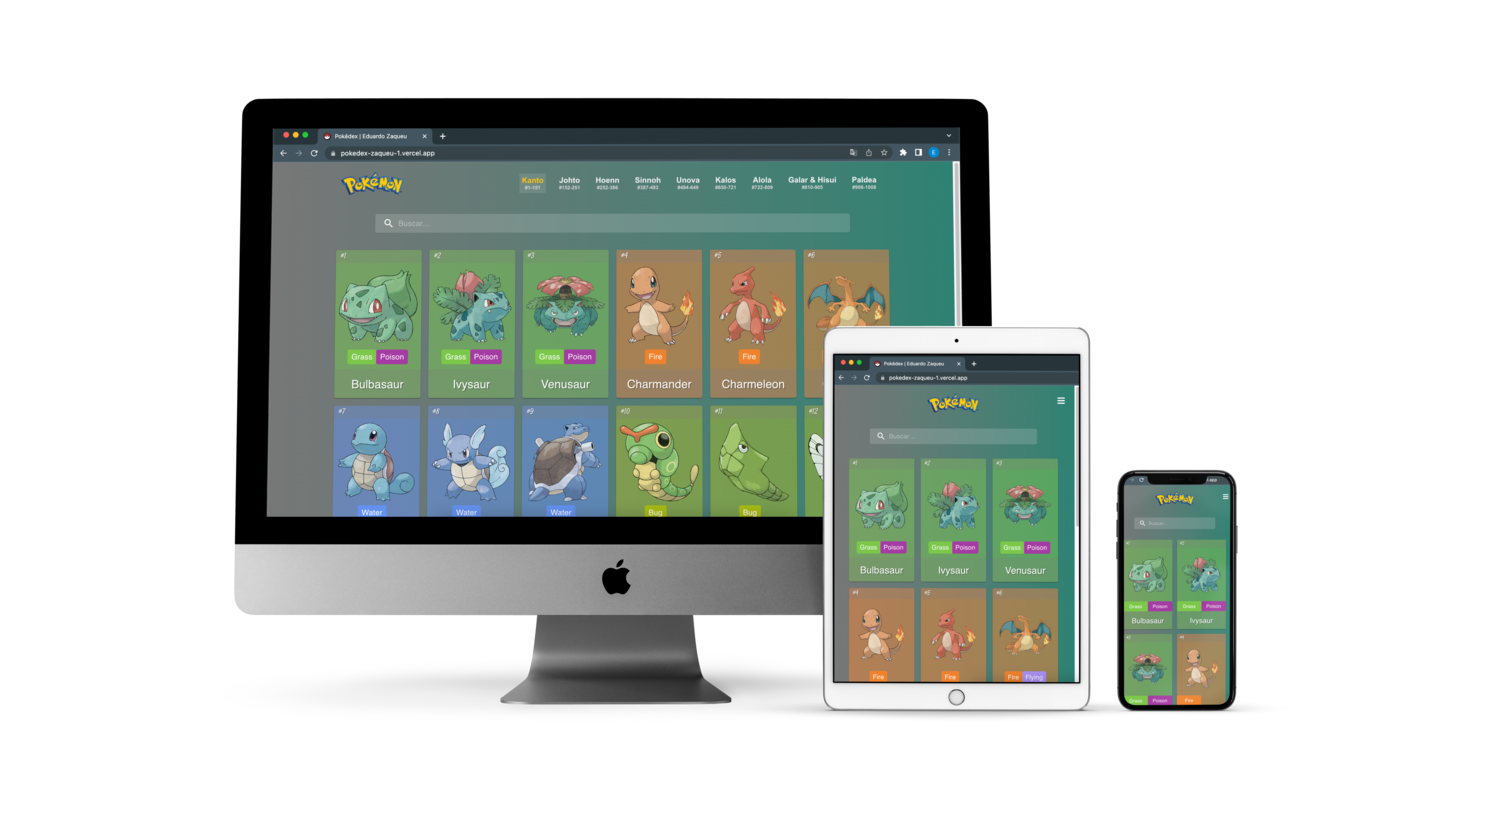 Pokédex | Eduardo Zaqueu
pokedex-zaqueu-1.vercel.app
E
POKéMON
Kanto Johto Hoenn Sinnoh Unova Kalos Alola Galar & Hisui Paldea
#1-151 #152-251 #252-386 #387-493 #494-649 #650-721 #722-809 #810-905 #906-1008
Buscar...
#1 #2 #3 #4 #5 #6
Grass Poison Grass Poison Grass Poison Fire Fire
Bulbasaur Ivysaur Venusaur Charmander Charmeleon
#7 #8 #9 #10 #11 #12
Water Water Water Bug Bug
Pokédex | Eduardo Zaqueu
pokedex-zaqueu-1.vercel.app
POKéMON
Buscar...
#1 #2 #3
Grass Poison Grass Poison Grass Poison
Bulbasaur Ivysaur Venusaur
#4 #5 #6
Fire Fire Fire Flying
.app
POKéMON
Buscar...
#1 #2
Grass Poison Grass Poison
Bulbasaur Ivysaur
#3 #4
Grass Poison Fire